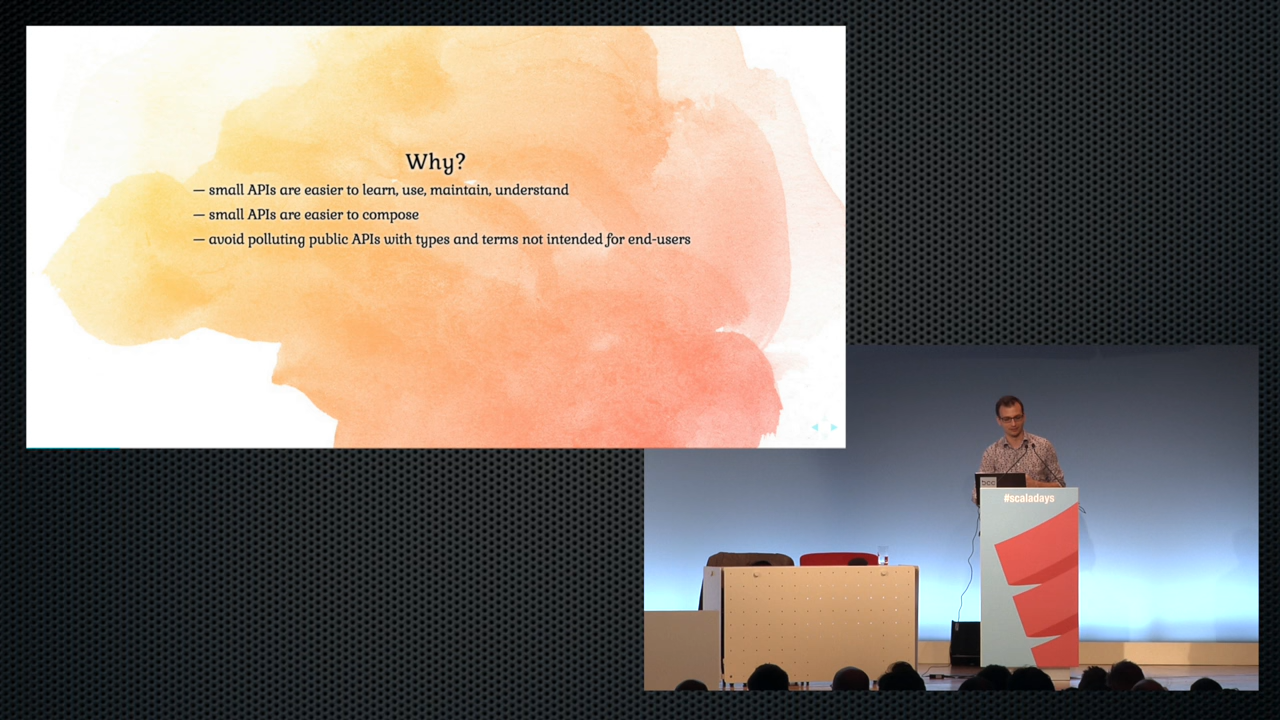 Why?
— small APIs are easier to learn, use, maintain, understand
— small APIs are easier to compose
— avoid polluting public APIs with types and terms not intended for end-users
#scaladays